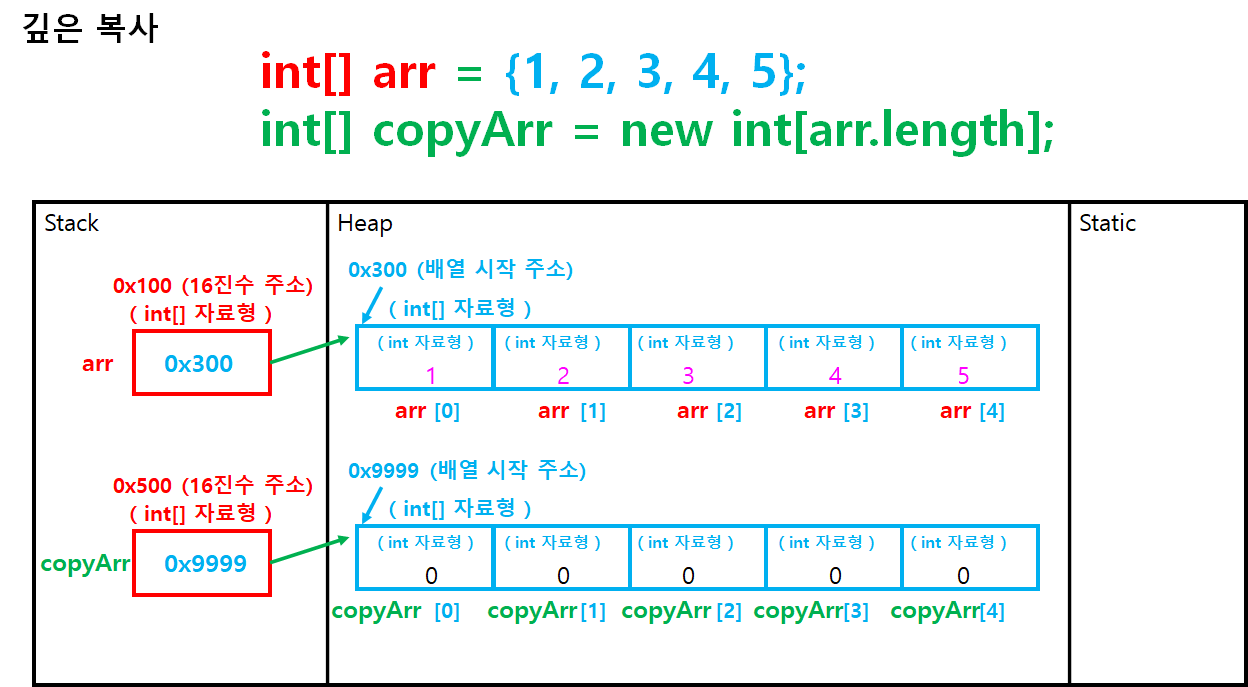 깊은 복사
int[] arr = {1, 2, 3, 4, 5};
int[] copyArr = new int[arr.length];
Stack
Heap
Static
0x100 (16진수 주소)
( int[] 자료형 )
arr
0x300
0x300 (배열 시작 주소)
( int[] 자료형 )
( int 자료형 ) ( int 자료형 ) ( int 자료형 ) ( int 자료형 ) ( int 자료형 )
1 2 3 4 5
arr [0] arr [1] arr [2] arr [3] arr [4]
0x500 (16진수 주소)
( int[] 자료형 )
copyArr
0x9999
0x9999 (배열 시작 주소)
( int[] 자료형 )
( int 자료형 ) ( int 자료형 ) ( int 자료형 ) ( int 자료형 ) ( int 자료형 )
0 0 0 0 0
copyArr [0] copyArr[1] copyArr [2] copyArr[3] copyArr[4]